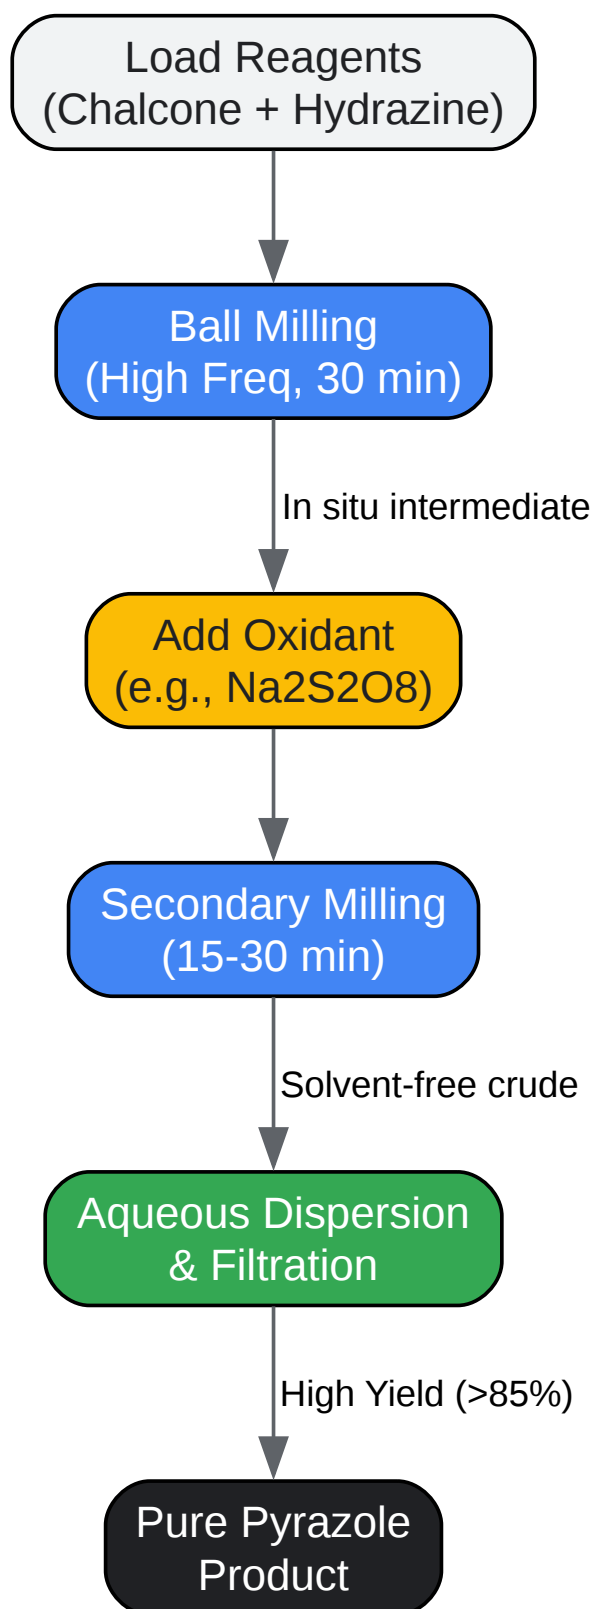 Load Reagents
(Chalcone + Hydrazine)
Ball Milling
(High Freq, 30 min)
In situ intermediate
Add Oxidant
(e.g., Na2S2O8)
Secondary Milling
(15-30 min)
Solvent-free crude
Aqueous Dispersion
& Filtration
High Yield (>85%)
Pure Pyrazole
Product